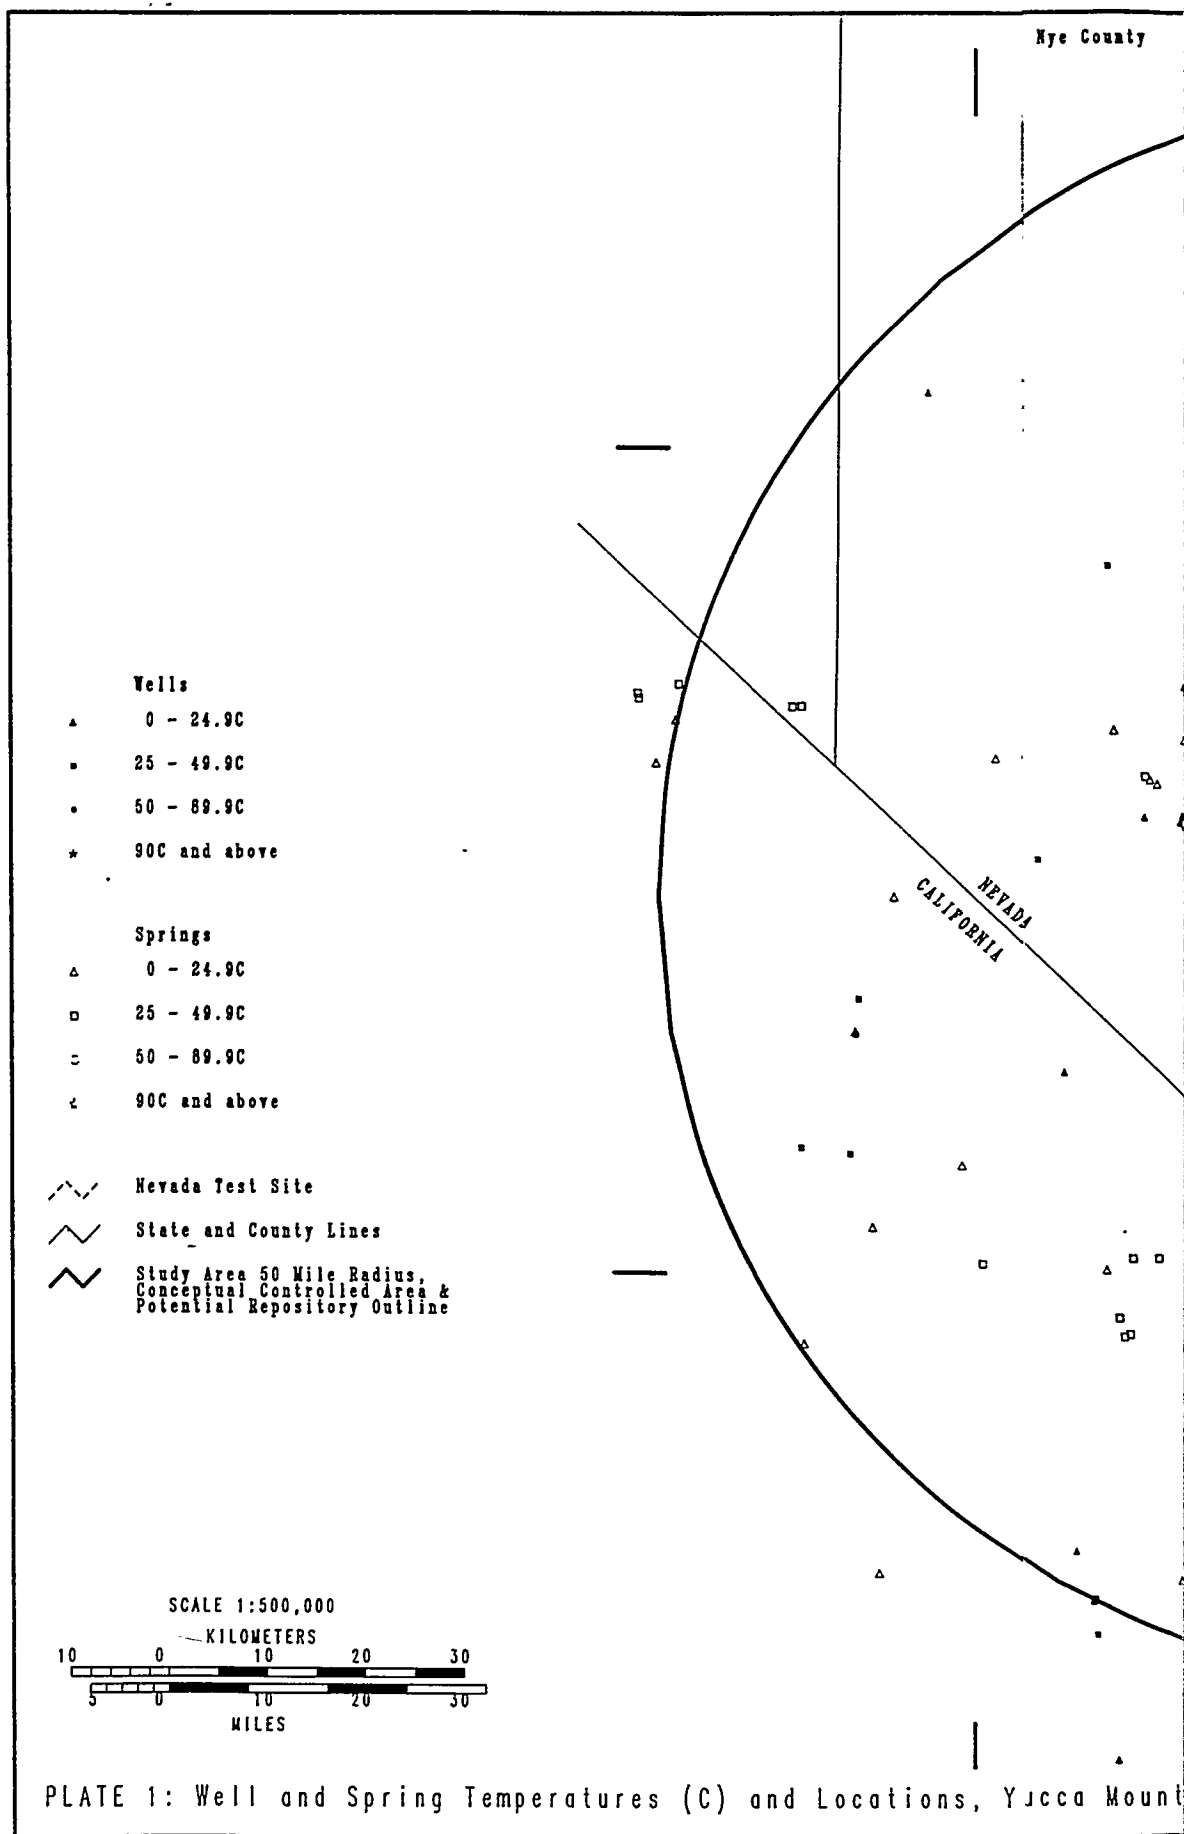 Nye County
Wells
0 - 24.9C
25 - 49.9C
50 - 89.9C
90C and above
Springs
0 - 24.9C
25 - 49.9C
50 - 89.9C
90C and above
Nevada Test Site
State and County Lines
Study Area 50 Mile Radius,
Conceptual Controlled Area &
Potential Repository Outline
NEVADA
CALIFORNIA
SCALE 1:500,000
KILOMETERS
10 0 10 20 30
5 0 10 20 30
MILES
PLATE 1: Well and Spring Temperatures (C) and Locations, Yucca Mount